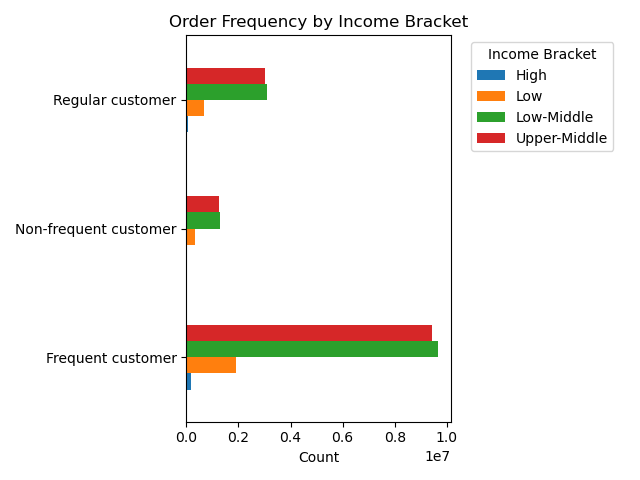 Order Frequency by Income Bracket
Income Bracket
High
Low
Low-Middle
Upper-Middle
Regular customer
Non-frequent customer
Frequent customer
0.0 0.2 0.4 0.6 0.8 1.0
1e7
Count